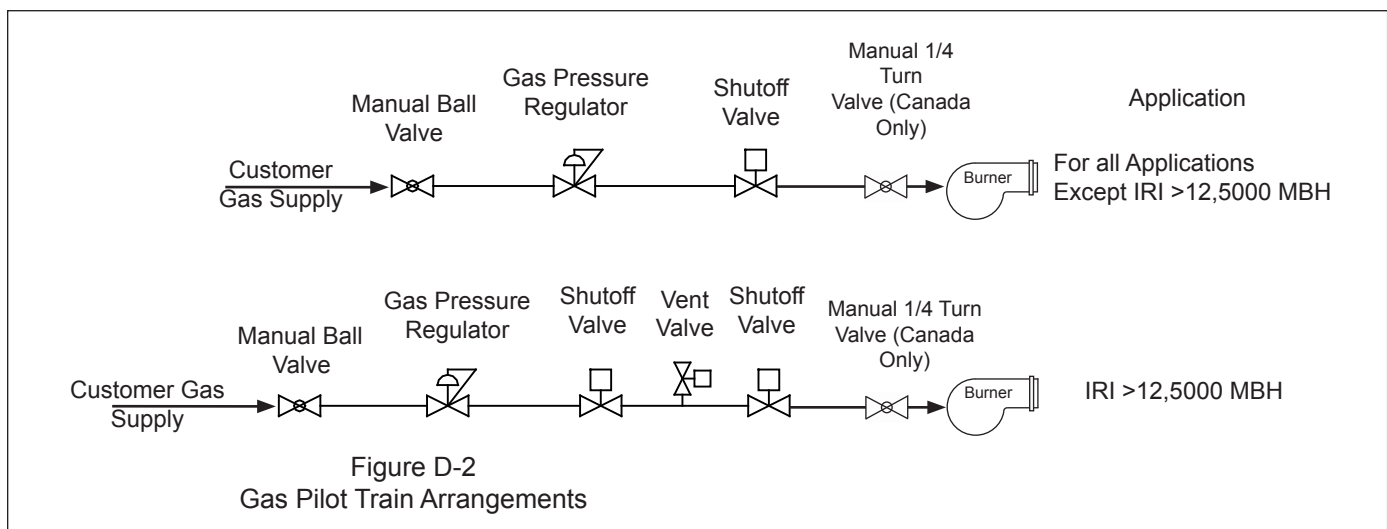 Manual Ball
Valve
Gas Pressure
Regulator
Shutoff
Valve
Manual 1/4
Turn
Valve (Canada
Only)
Application
Customer
Gas Supply
Burner
For all Applications
Except IRI >12,5000 MBH
Manual Ball
Valve
Gas Pressure
Regulator
Shutoff
Valve
Vent
Valve
Shutoff
Valve
Manual 1/4 Turn
Valve (Canada
Only)
Customer Gas
Supply
Burner
IRI >12,5000 MBH
Figure D-2
Gas Pilot Train Arrangements